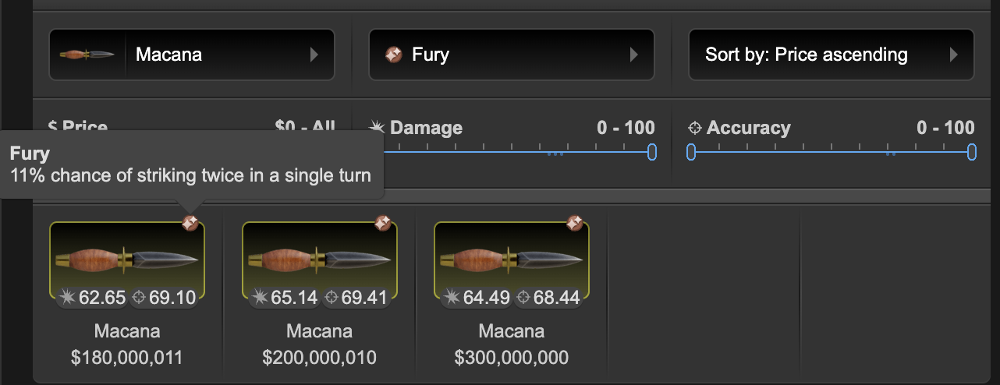 Macana
Fury
Sort by: Price ascending
$ Price
$0 - All
Damage
0 - 100
Accuracy
0 - 100
Fury
11% chance of striking twice in a single turn
62.65
69.10
65.14
69.41
64.49
68.44
Macana
Macana
Macana
$180,000,011
$200,000,010
$300,000,000